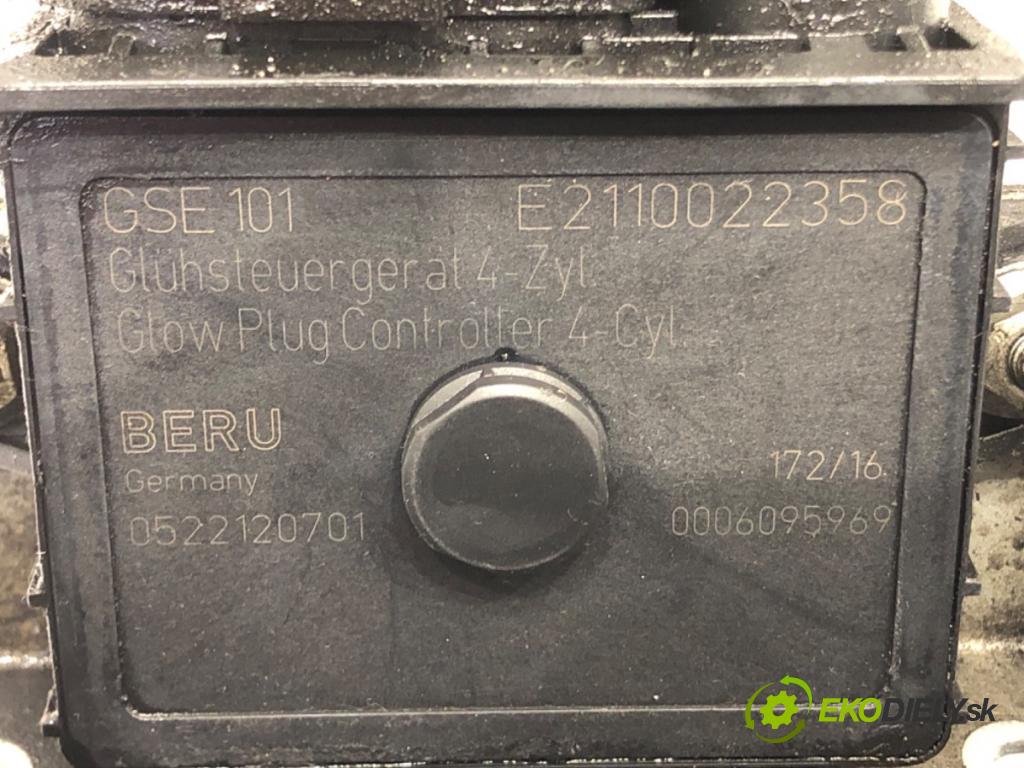 GSE 101 E2110022358
Glühsteuergerät 4-Zyl.
Glow Plug Controller 4-Cyl.
BERU
Germany 172/16
0522120701 0006095969
EKODIELY.sk